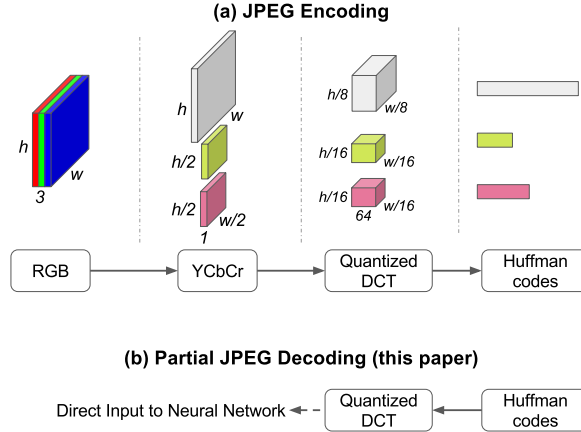 (a) JPEG Encoding
h
w
3
h
w
h/2
h/2
w/2
1
h/8
w/8
h/16
w/16
h/16
w/16
64
RGB
YCbCr
Quantized
DCT
Huffman
codes
(b) Partial JPEG Decoding (this paper)
Direct Input to Neural Network
Quantized
DCT
Huffman
codes